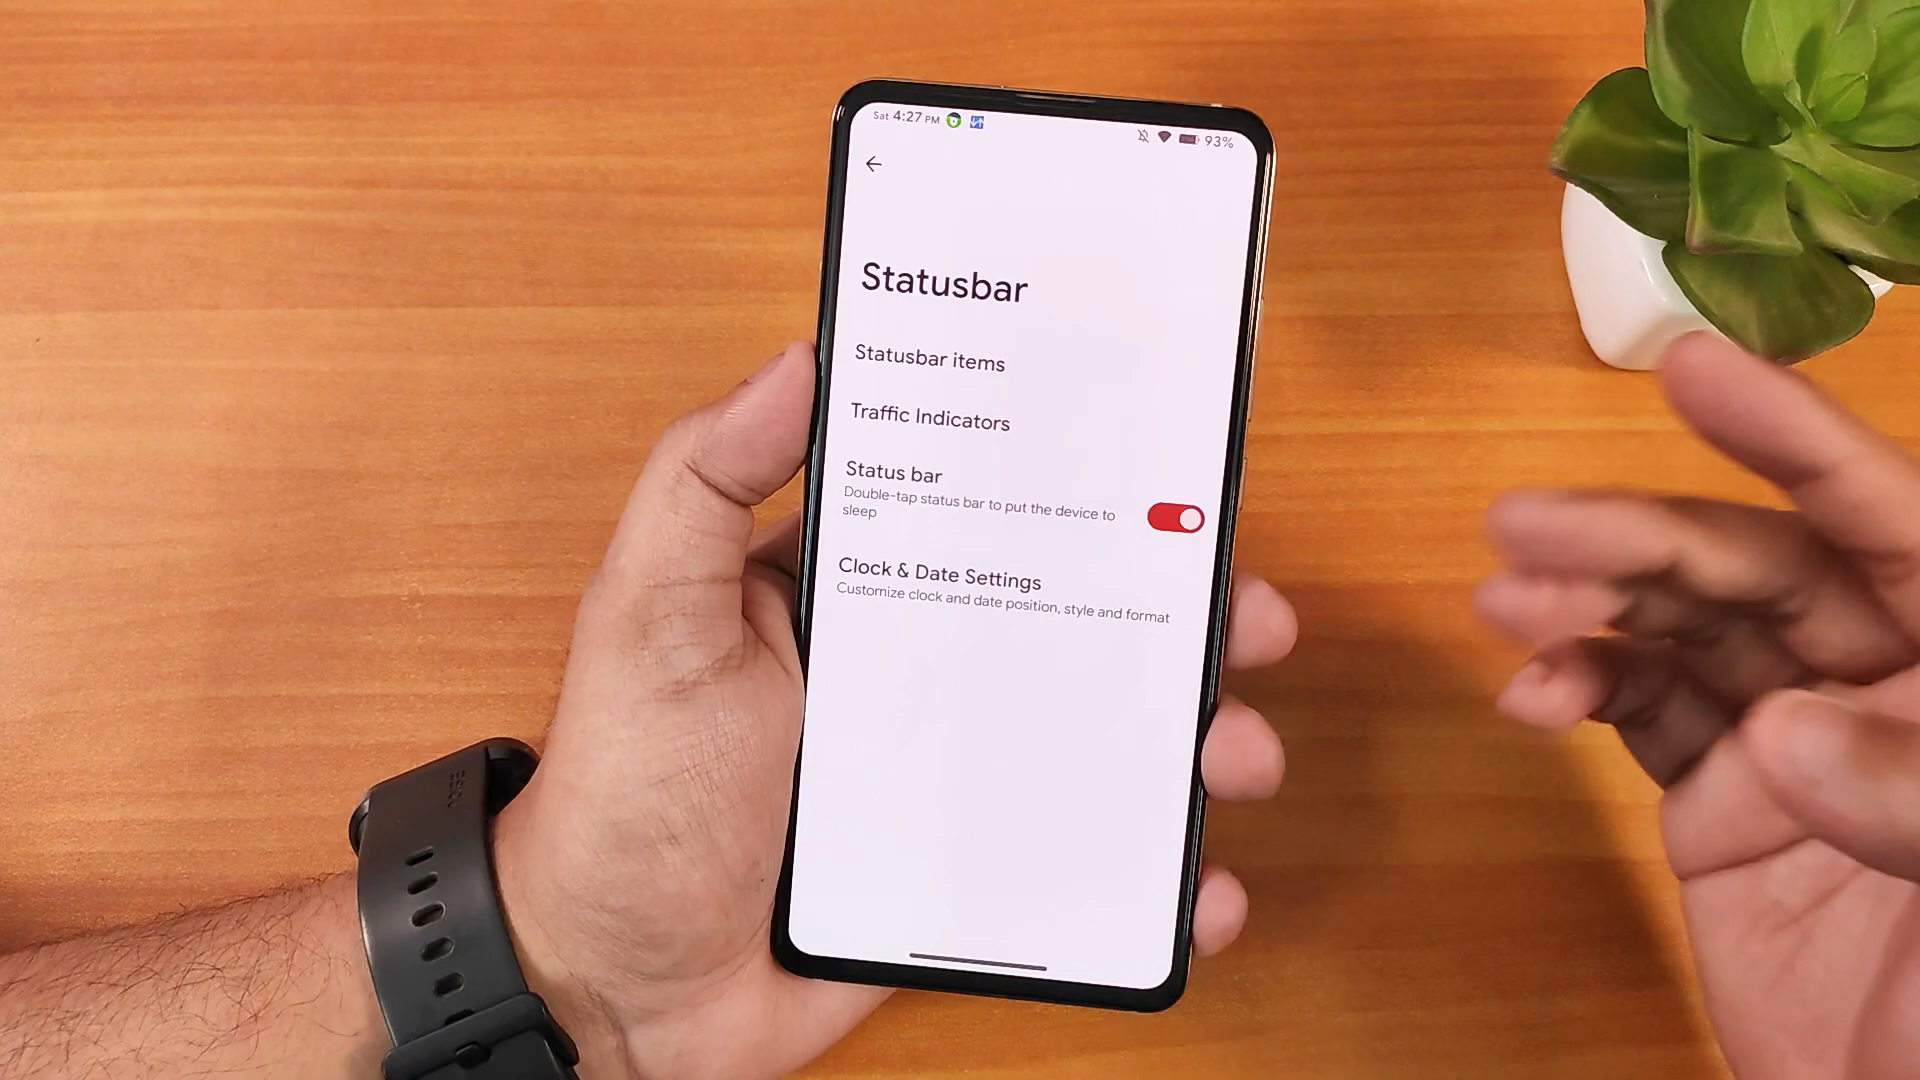 Sat 4:27 PM 93%
Statusbar
Statusbar items
Traffic Indicators
Status bar
Double-tap status bar to put the device to
sleep
Clock & Date Settings
Customize clock and date position, style and format